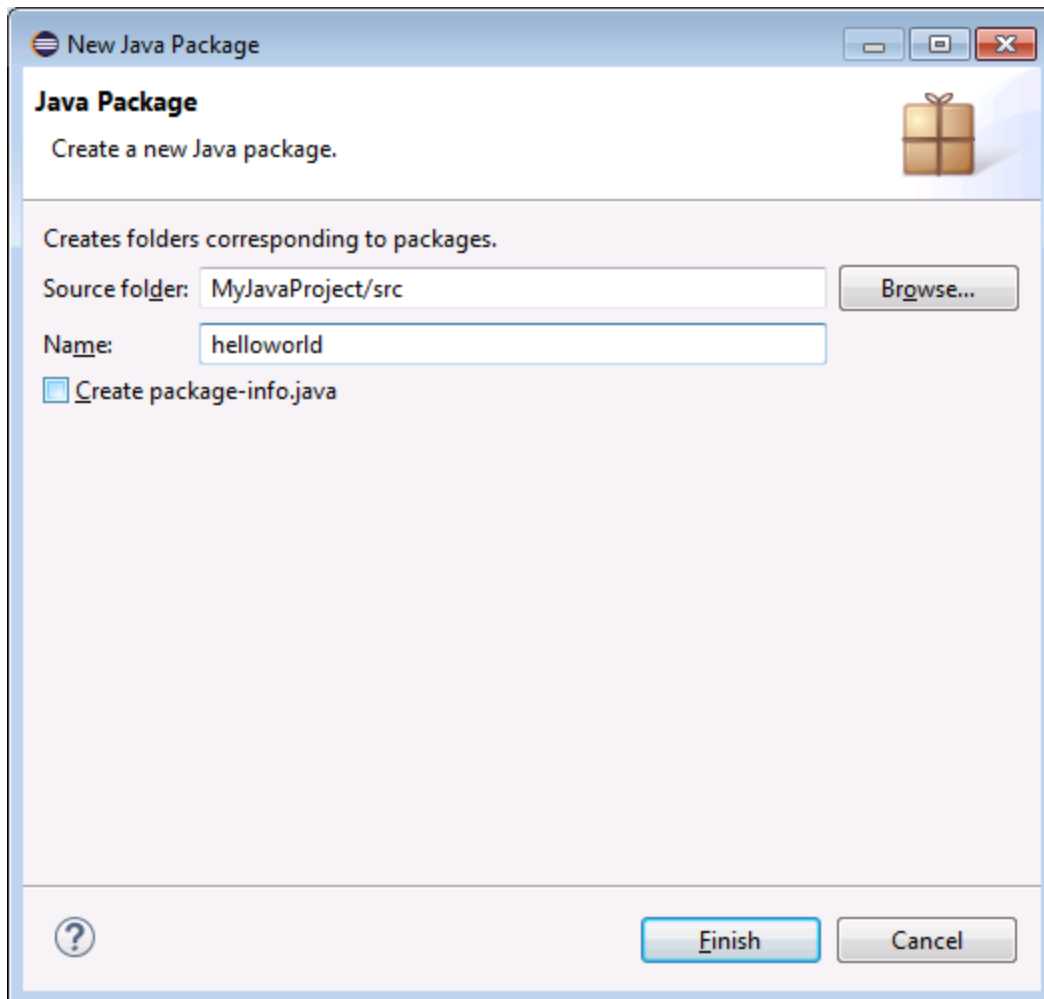 New Java Package
Java Package
Create a new Java package.
Creates folders corresponding to packages.
Source folder: MyJavaProject/src Browse...
Name: helloworld
Create package-info.java
? Finish Cancel